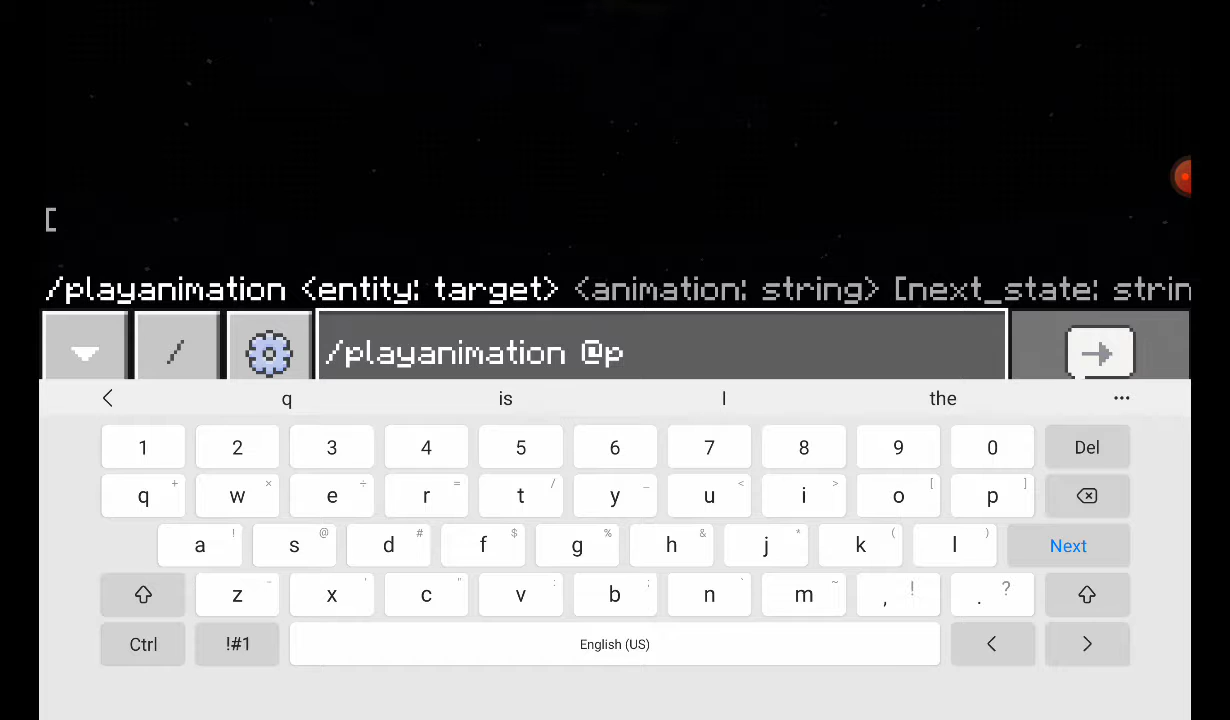 [
/playanimation <entity: target> <animation: string> [next_state: strin
/ /playanimation @p
q is I the ...
1 2 3 4 5 6 7 8 9 0 Del
q + w × e ÷ r = t / y _ u < i > o [ p ]
a ! s @ d # f $ g % h & j * k ( l ) Next
z - x ' c " v : b ; n ` m ~ , ! . ?
Ctrl !#1 English (US) < >